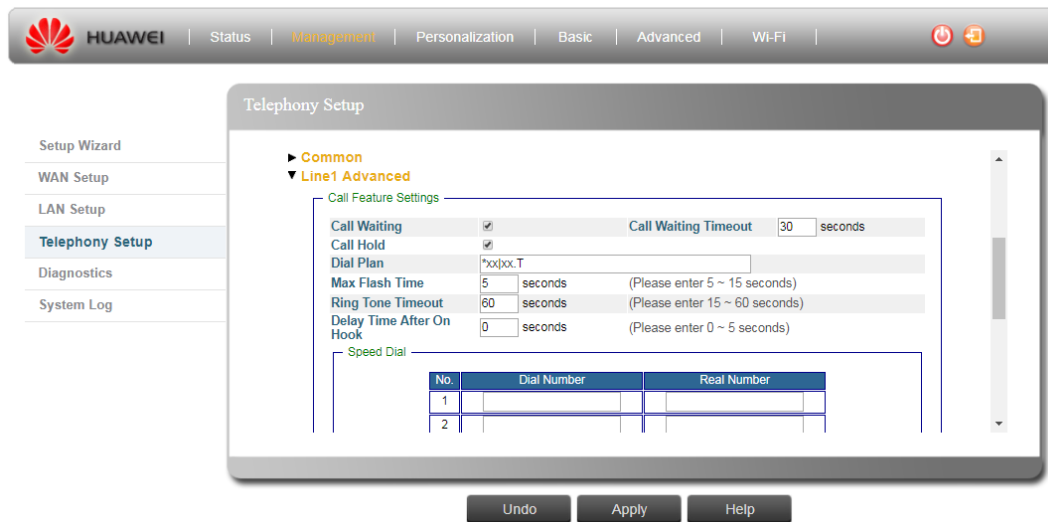 HUAWEI | Status | Management | Personalization | Basic | Advanced | Wi-Fi |
Telephony Setup
Setup Wizard
WAN Setup
LAN Setup
Telephony Setup
Diagnostics
System Log
Common
Line1 Advanced
Call Feature Settings
Call Waiting Call Waiting Timeout 30 seconds
Call Hold
Dial Plan *xx|xx.T
Max Flash Time 5 seconds (Please enter 5 ~ 15 seconds)
Ring Tone Timeout 60 seconds (Please enter 15 ~ 60 seconds)
Delay Time After On
Hook 0 seconds (Please enter 0 ~ 5 seconds)
Speed Dial
No. Dial Number Real Number
1
2
Undo Apply Help